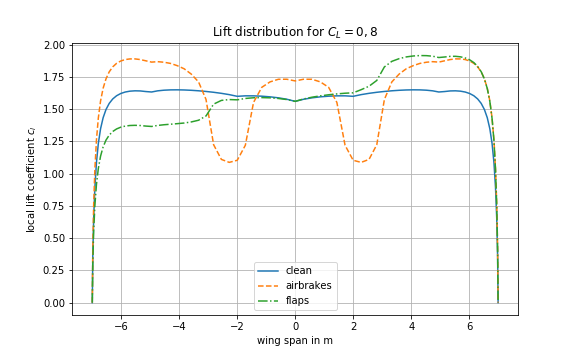 Lift distribution for C_L = 0, 8
local lift coefficient c_l
2.00
1.75
1.50
1.25
1.00
0.75
0.50
0.25
0.00
clean
airbrakes
flaps
−6 −4 −2 0 2 4 6
wing span in m